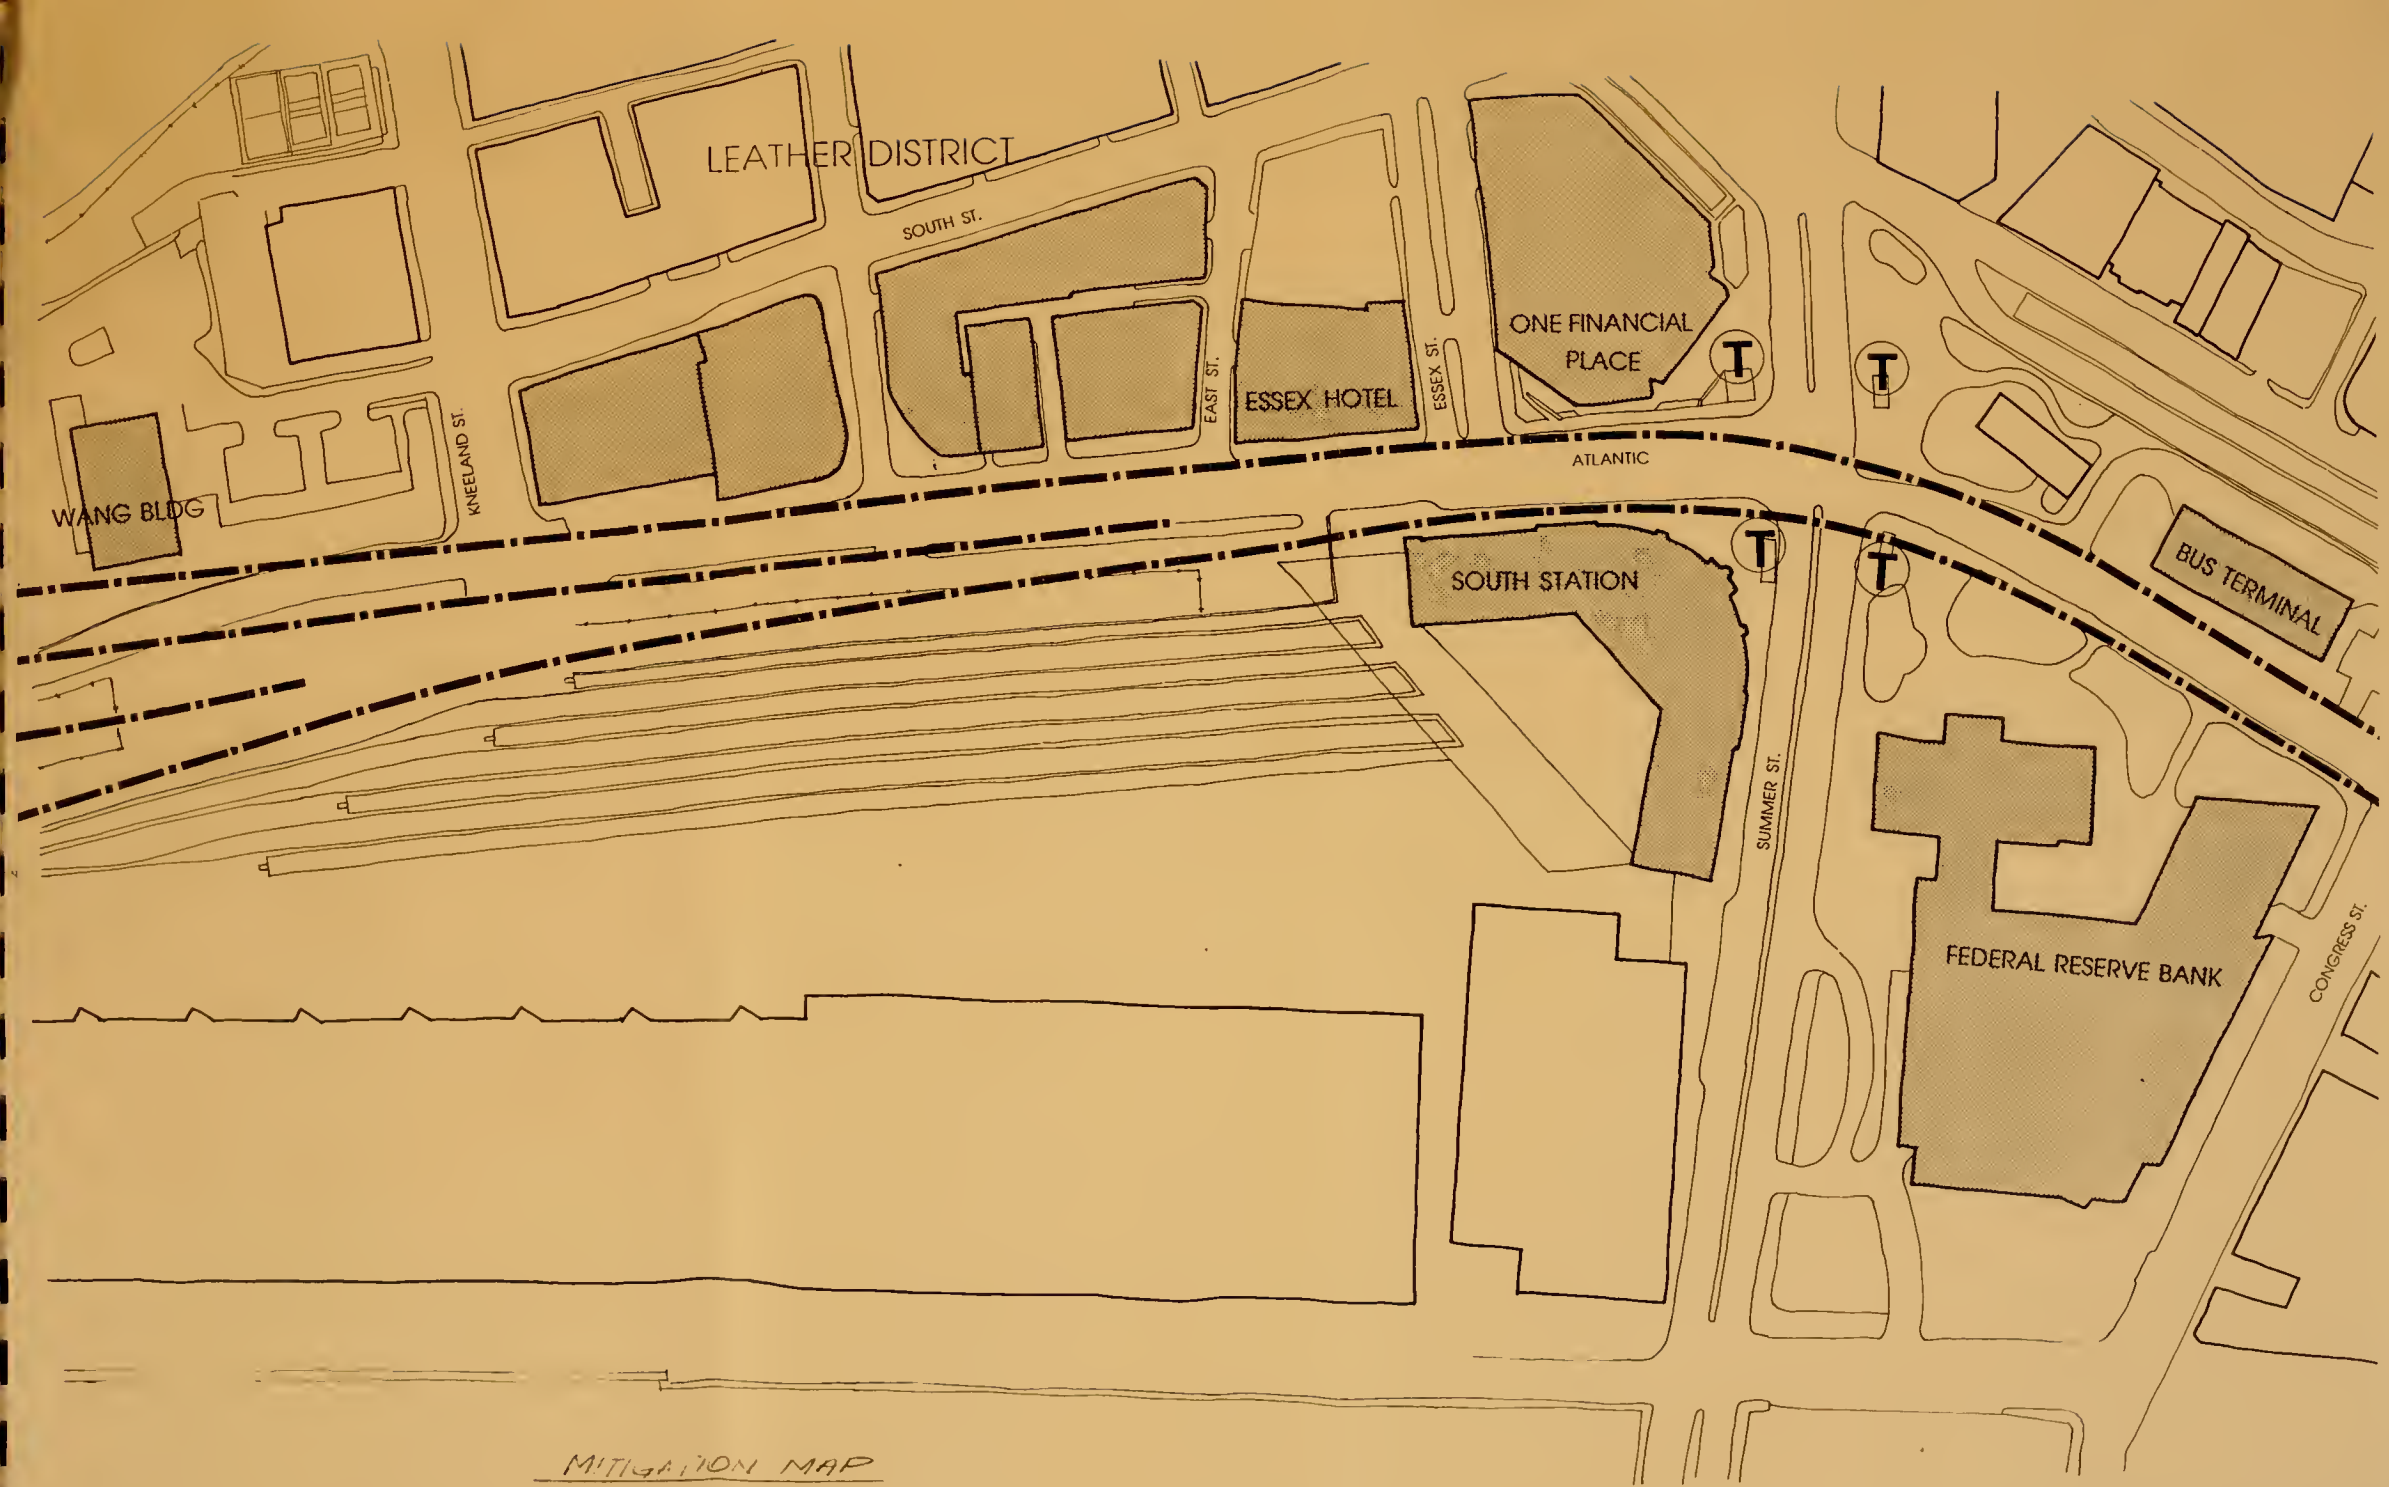 LEATHER DISTRICT
SOUTH ST.
ONE FINANCIAL
PLACE
T
T
ESSEX HOTEL
ESSEX ST.
EAST ST.
KNEELAND ST.
WANG BLDG
ATLANTIC
T
T
SOUTH STATION
BUS TERMINAL
SUMMER ST.
FEDERAL RESERVE BANK
CONGRESS ST.
MITIGATION MAP